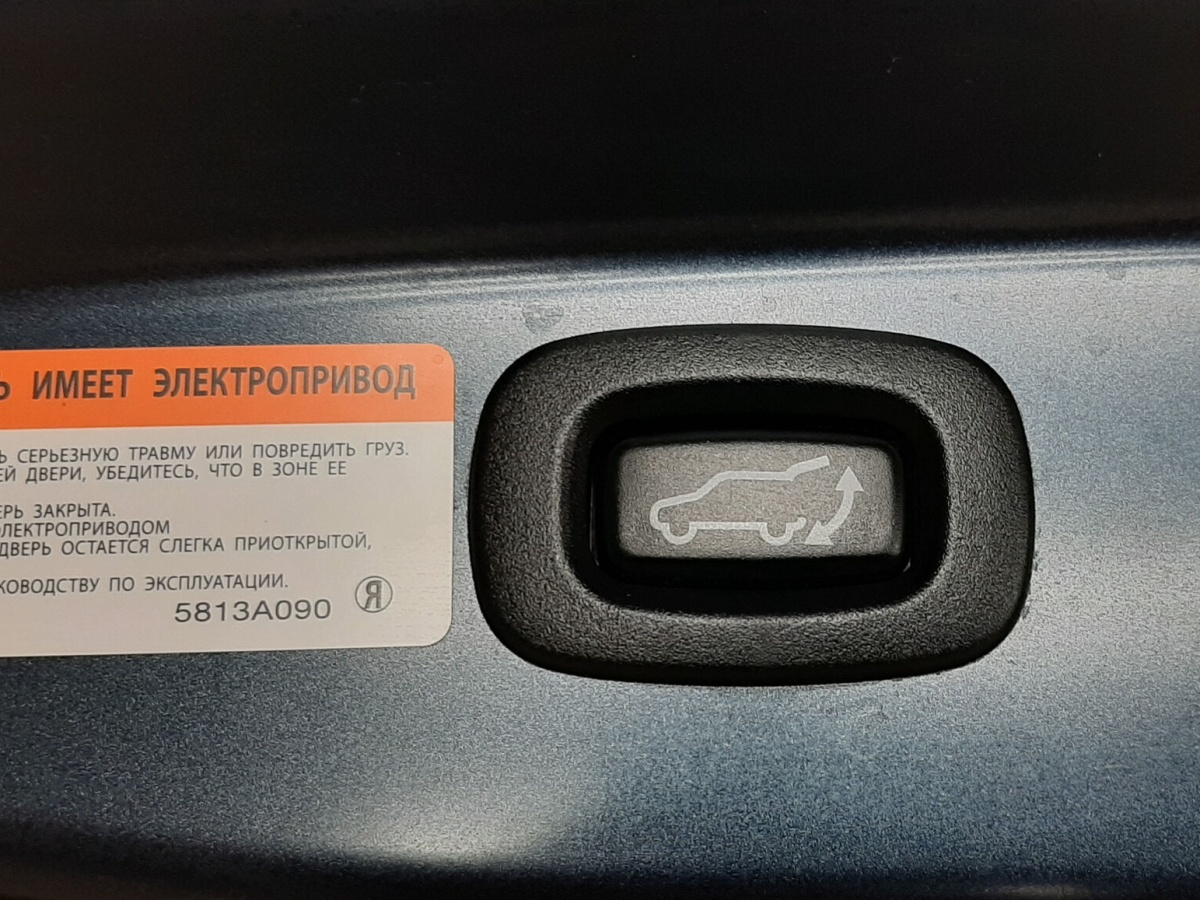 Ь ИМЕЕТ ЭЛЕКТРОПРИВОД
Ь СЕРЬЕЗНУЮ ТРАВМУ ИЛИ ПОВРЕДИТЬ ГРУЗ.
ЕЙ ДВЕРИ, УБЕДИТЕСЬ, ЧТО В ЗОНЕ ЕЕ
ЕРЬ ЗАКРЫТА.
ЭЛЕКТРОПРИВОДОМ
ДВЕРЬ ОСТАЕТСЯ СЛЕГКА ПРИОТКРЫТОЙ,
КОВОДСТВУ ПО ЭКСПЛУАТАЦИИ.
5813A090 Я